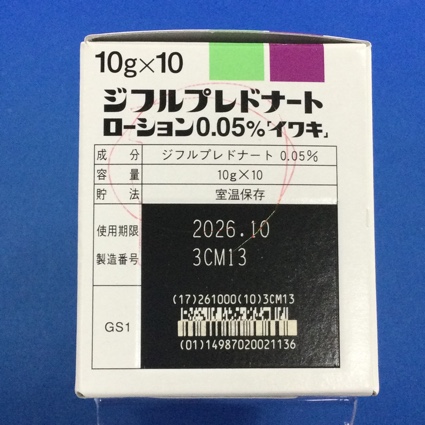 10g×10
ジフルプレドナート
ローション0.05%「イワキ」
成分 ジフルプレドナート 0.05%
容量 10g×10
貯法 室温保存
使用期限 2026.10
製造番号 3CM13
(17)261000(10)3CM13
GS1
(01)14987020021136